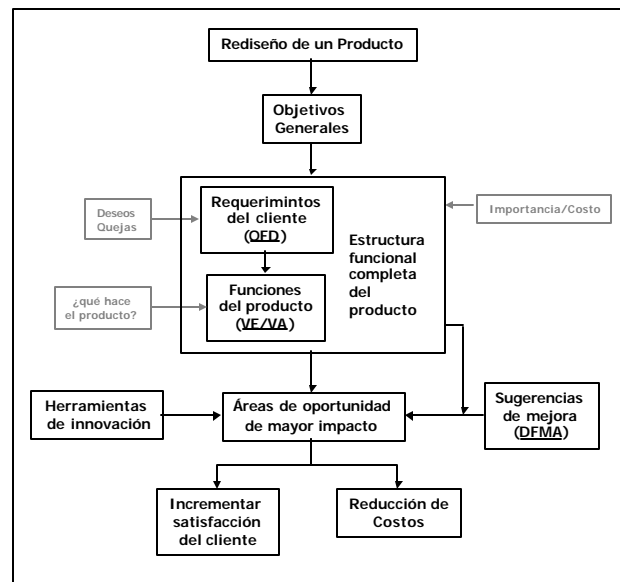 Rediseño de un Producto
Objetivos
Generales
Deseos
Quejas
Requerimintos
del cliente
(QFD)
Importancia/Costo
Estructura
funcional
completa
del
producto
¿qué hace
el producto?
Funciones
del producto
(VE/VA)
Herramientas
de innovación
Áreas de oportunidad
de mayor impacto
Sugerencias
de mejora
(DFMA)
Incrementar
satisfacción
del cliente
Reducción de
Costos